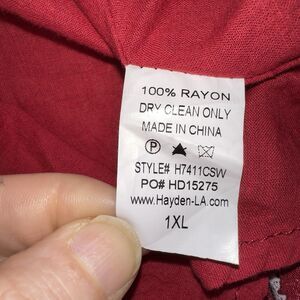 100% RAYON
DRY CLEAN ONLY
MADE IN CHINA
P
STYLE# H7411CSW
PO# HD15275
www.Hayden-LA.com
1XL